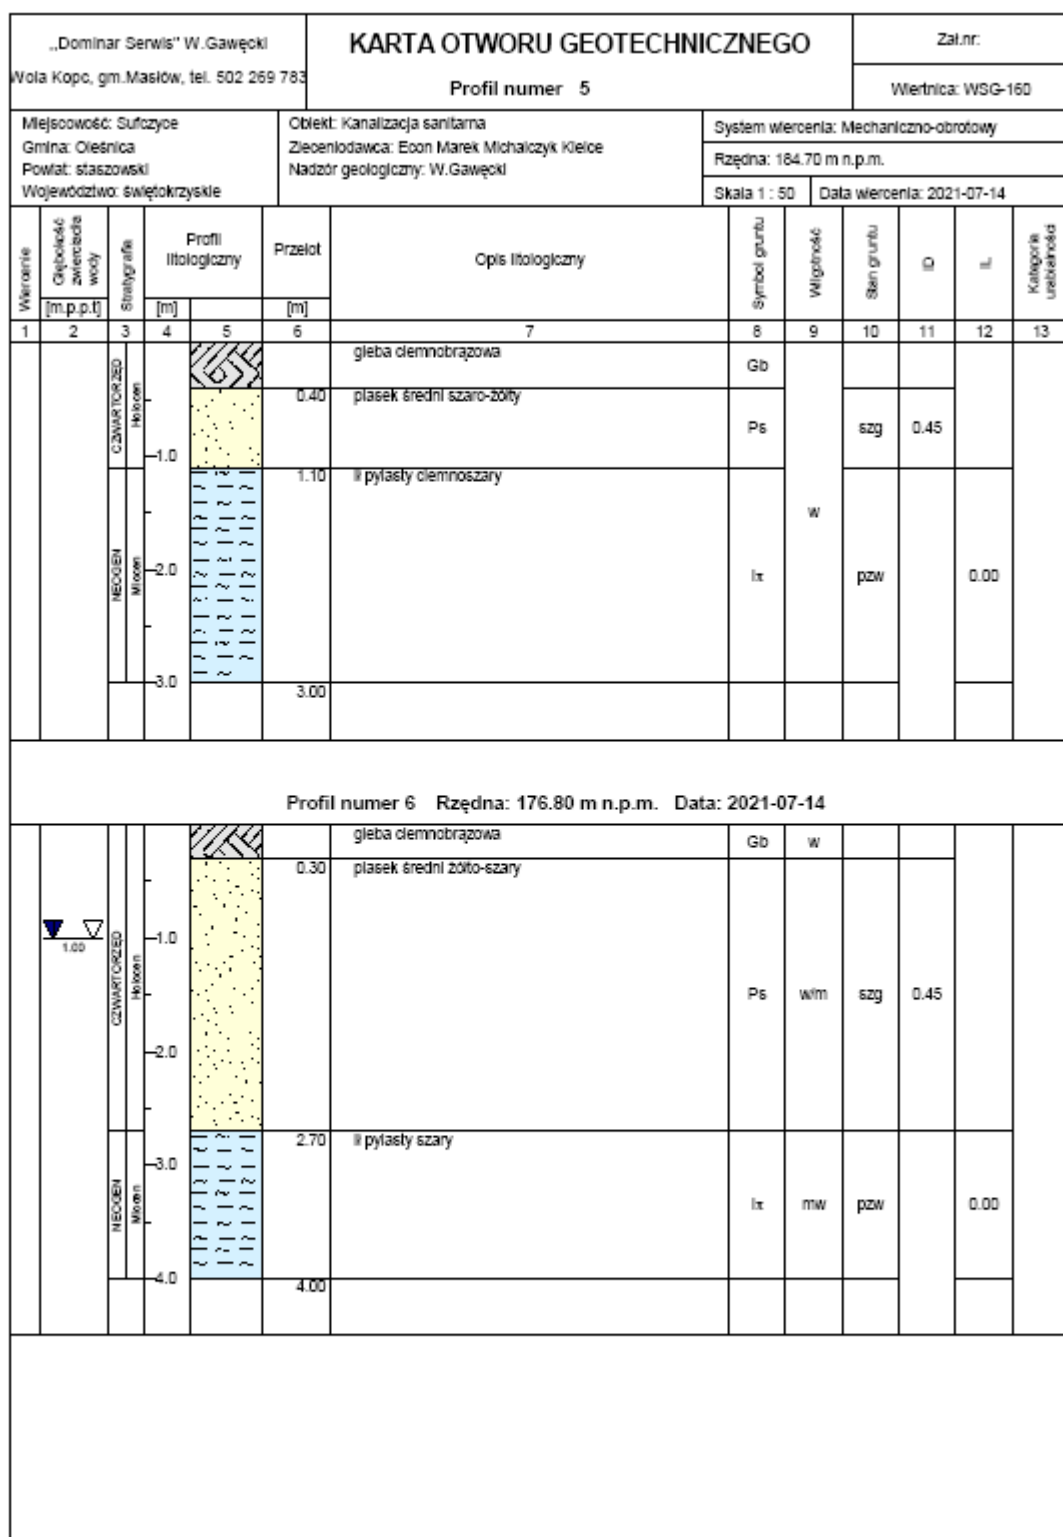 „Dominar Serwis" W.Gawęcki
Wola Kopc, gm.Masłów, tel. 502 269 783
KARTA OTWORU GEOTECHNICZNEGO
Profil numer 5
Zał.nr:
Wiertnica: WSG-160
Miejscowość: Sufczyce
Gmina: Oleśnica
Powiat: staszowski
Województwo: świętokrzyskie
Obiekt: Kanalizacja sanitarna
Zleceniodawca: Econ Marek Michalczyk Kielce
Nadzór geologiczny: W.Gawęcki
System wiercenia: Mechaniczno-obrotowy
Rzędna: 184.70 m n.p.m.
Skala 1 : 50
Data wiercenia: 2021-07-14
Wiercenie
Głębokość zwierciadła wody
[m.p.p.t]
Stratygrafia
Profil litologiczny
[m]
Przelot
[m]
Opis litologiczny
Symbol gruntu
Wilgotność
Stan gruntu
ID
IL
Kategoria urabialności
1 2 3 4 5 6 7 8 9 10 11 12 13
CZWARTORZĘD
Holocen
gleba ciemnobrązowa
Gb
0.40 piasek średni szaro-żółty
Ps szg 0.45
1.0
1.10 ił pylasty ciemnoszary
w
NEOGEN
Miocen
2.0
Iπ pzw 0.00
3.0
3.00
Profil numer 6 Rzędna: 176.80 m n.p.m. Data: 2021-07-14
gleba ciemnobrązowa
Gb w
0.30 piasek średni żółto-szary
1.00
1.0
CZWARTORZĘD
Holocen
Ps w/m szg 0.45
2.0
2.70 ił pylasty szary
3.0
NEOGEN
Miocen
Iπ mw pzw 0.00
4.0
4.00